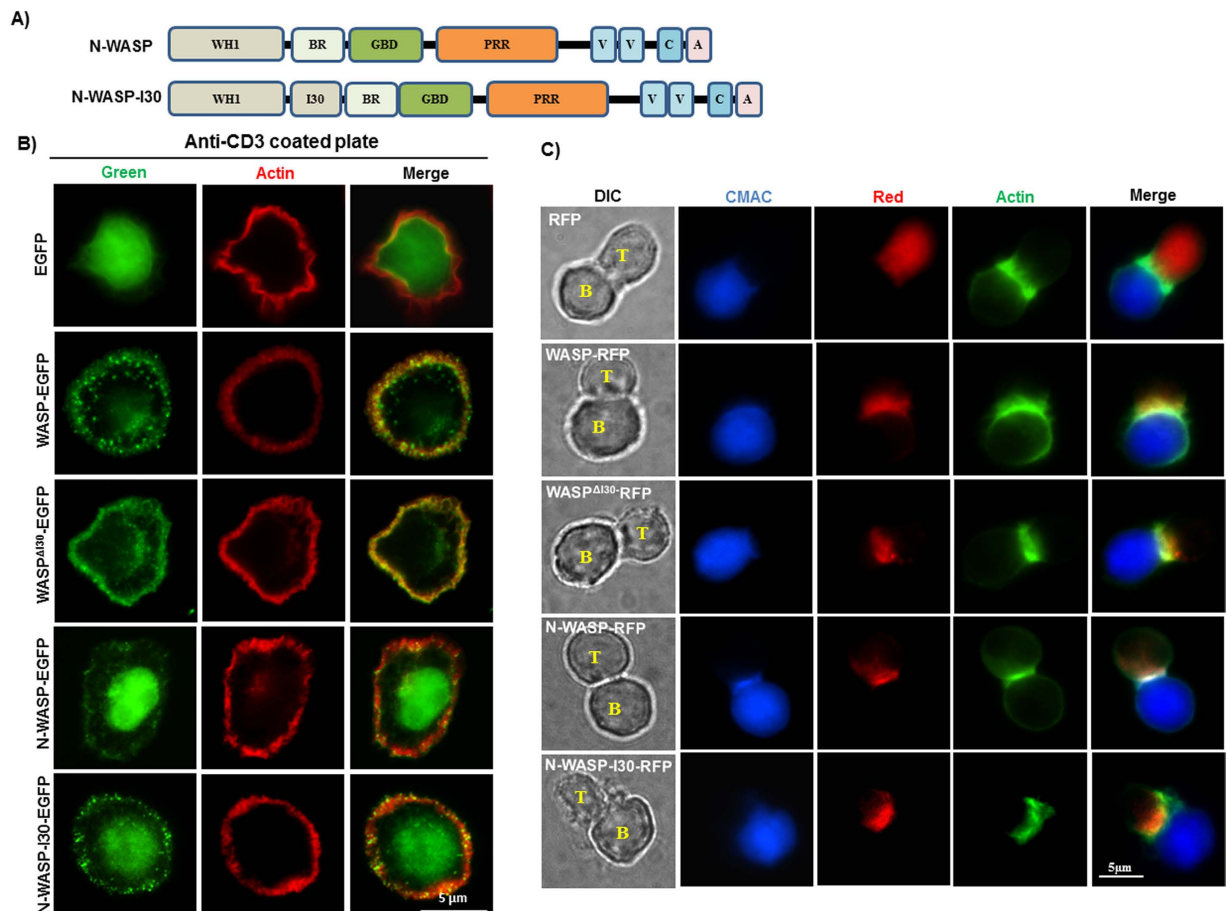 A)
N-WASP
WH1 BR GBD PRR V V C A
N-WASP-I30
WH1 I30 BR GBD PRR V V C A
B)
Anti-CD3 coated plate
Green Actin Merge
EGFP
WASP-EGFP
WASPΔI30-EGFP
N-WASP-EGFP
N-WASP-I30-EGFP
5 µm
C)
DIC CMAC Red Actin Merge
RFP
T
B
WASP-RFP
T
B
WASPΔI30-RFP
T
B
N-WASP-RFP
T
B
N-WASP-I30-RFP
T
B
5µm